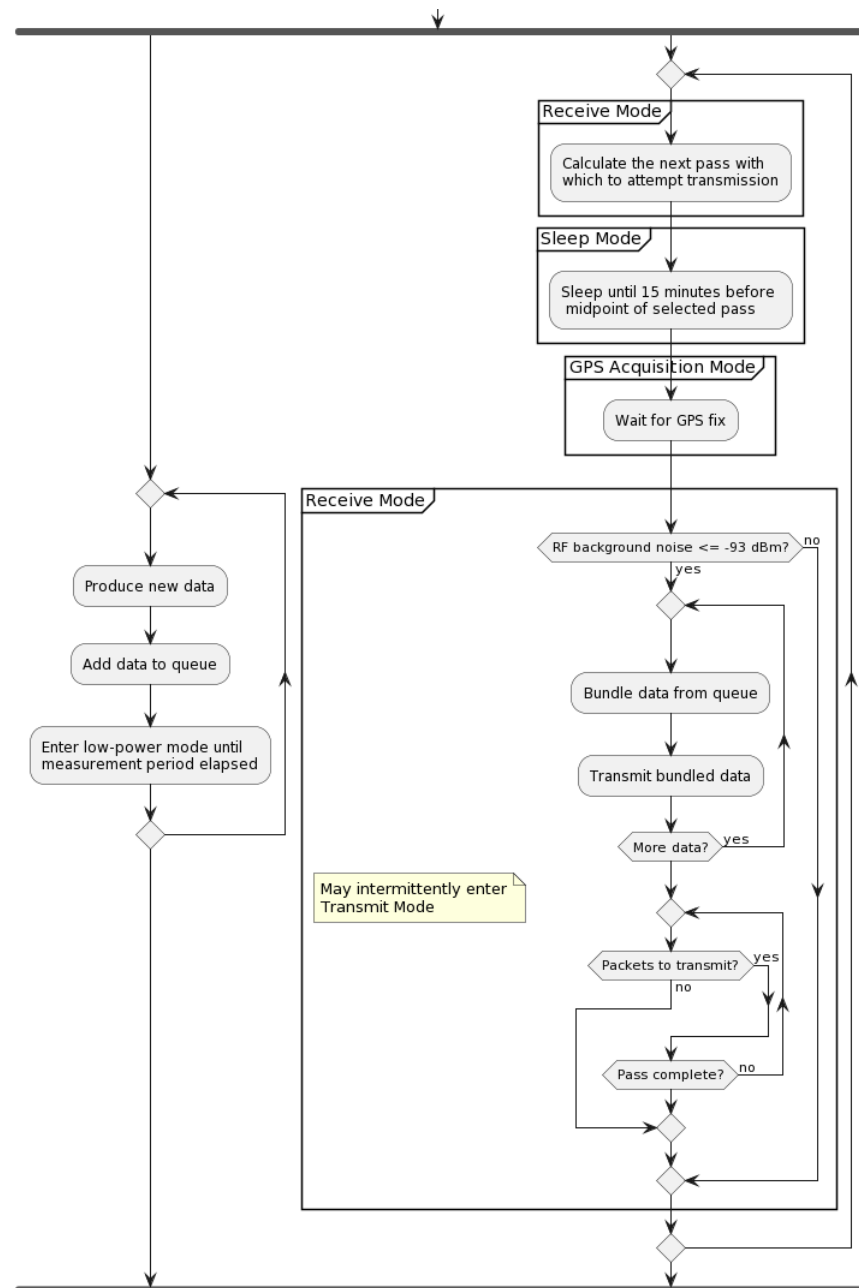 Receive Mode
Calculate the next pass with
which to attempt transmission
Sleep Mode
Sleep until 15 minutes before
midpoint of selected pass
GPS Acquisition Mode
Wait for GPS fix
Receive Mode
RF background noise <= -93 dBm?
no
yes
Produce new data
Add data to queue
Enter low-power mode until
measurement period elapsed
Bundle data from queue
Transmit bundled data
More data?
yes
May intermittently enter
Transmit Mode
Packets to transmit?
yes
no
Pass complete?
no